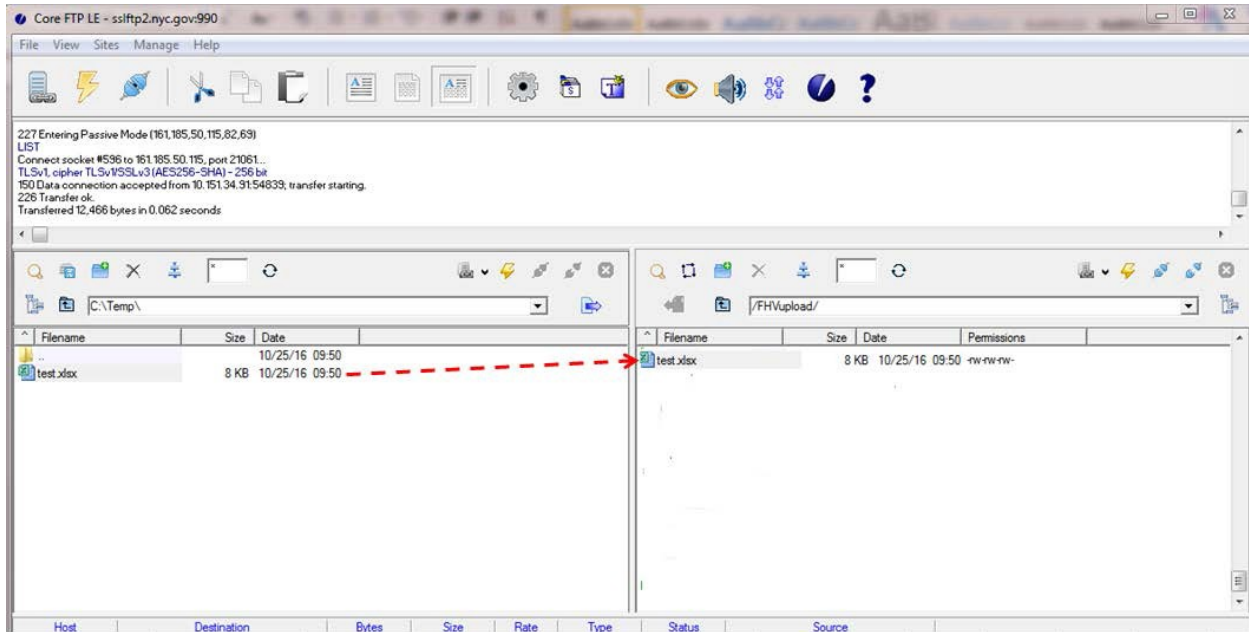 Core FTP LE - sslftp2.nyc.gov:990
File View Sites Manage Help
227 Entering Passive Mode (161,185,50,115,82,69)
LIST
Connect socket #596 to 161.185.50.115, port 21061...
TLSv1, cipher TLSv1/SSLv3 (AES256-SHA) - 256 bit
150 Data connection accepted from 10.151.34.91:54839; transfer starting.
226 Transfer ok.
Transferred 12,466 bytes in 0.062 seconds
* *
C:\Temp\ /FHVupload/
Filename Size Date Filename Size Date Permissions
.. 10/25/16 09:50 test.xlsx 8 KB 10/25/16 09:50 -rw-rw-rw-
test.xlsx 8 KB 10/25/16 09:50
Host Destination Bytes Size Rate Type Status Source